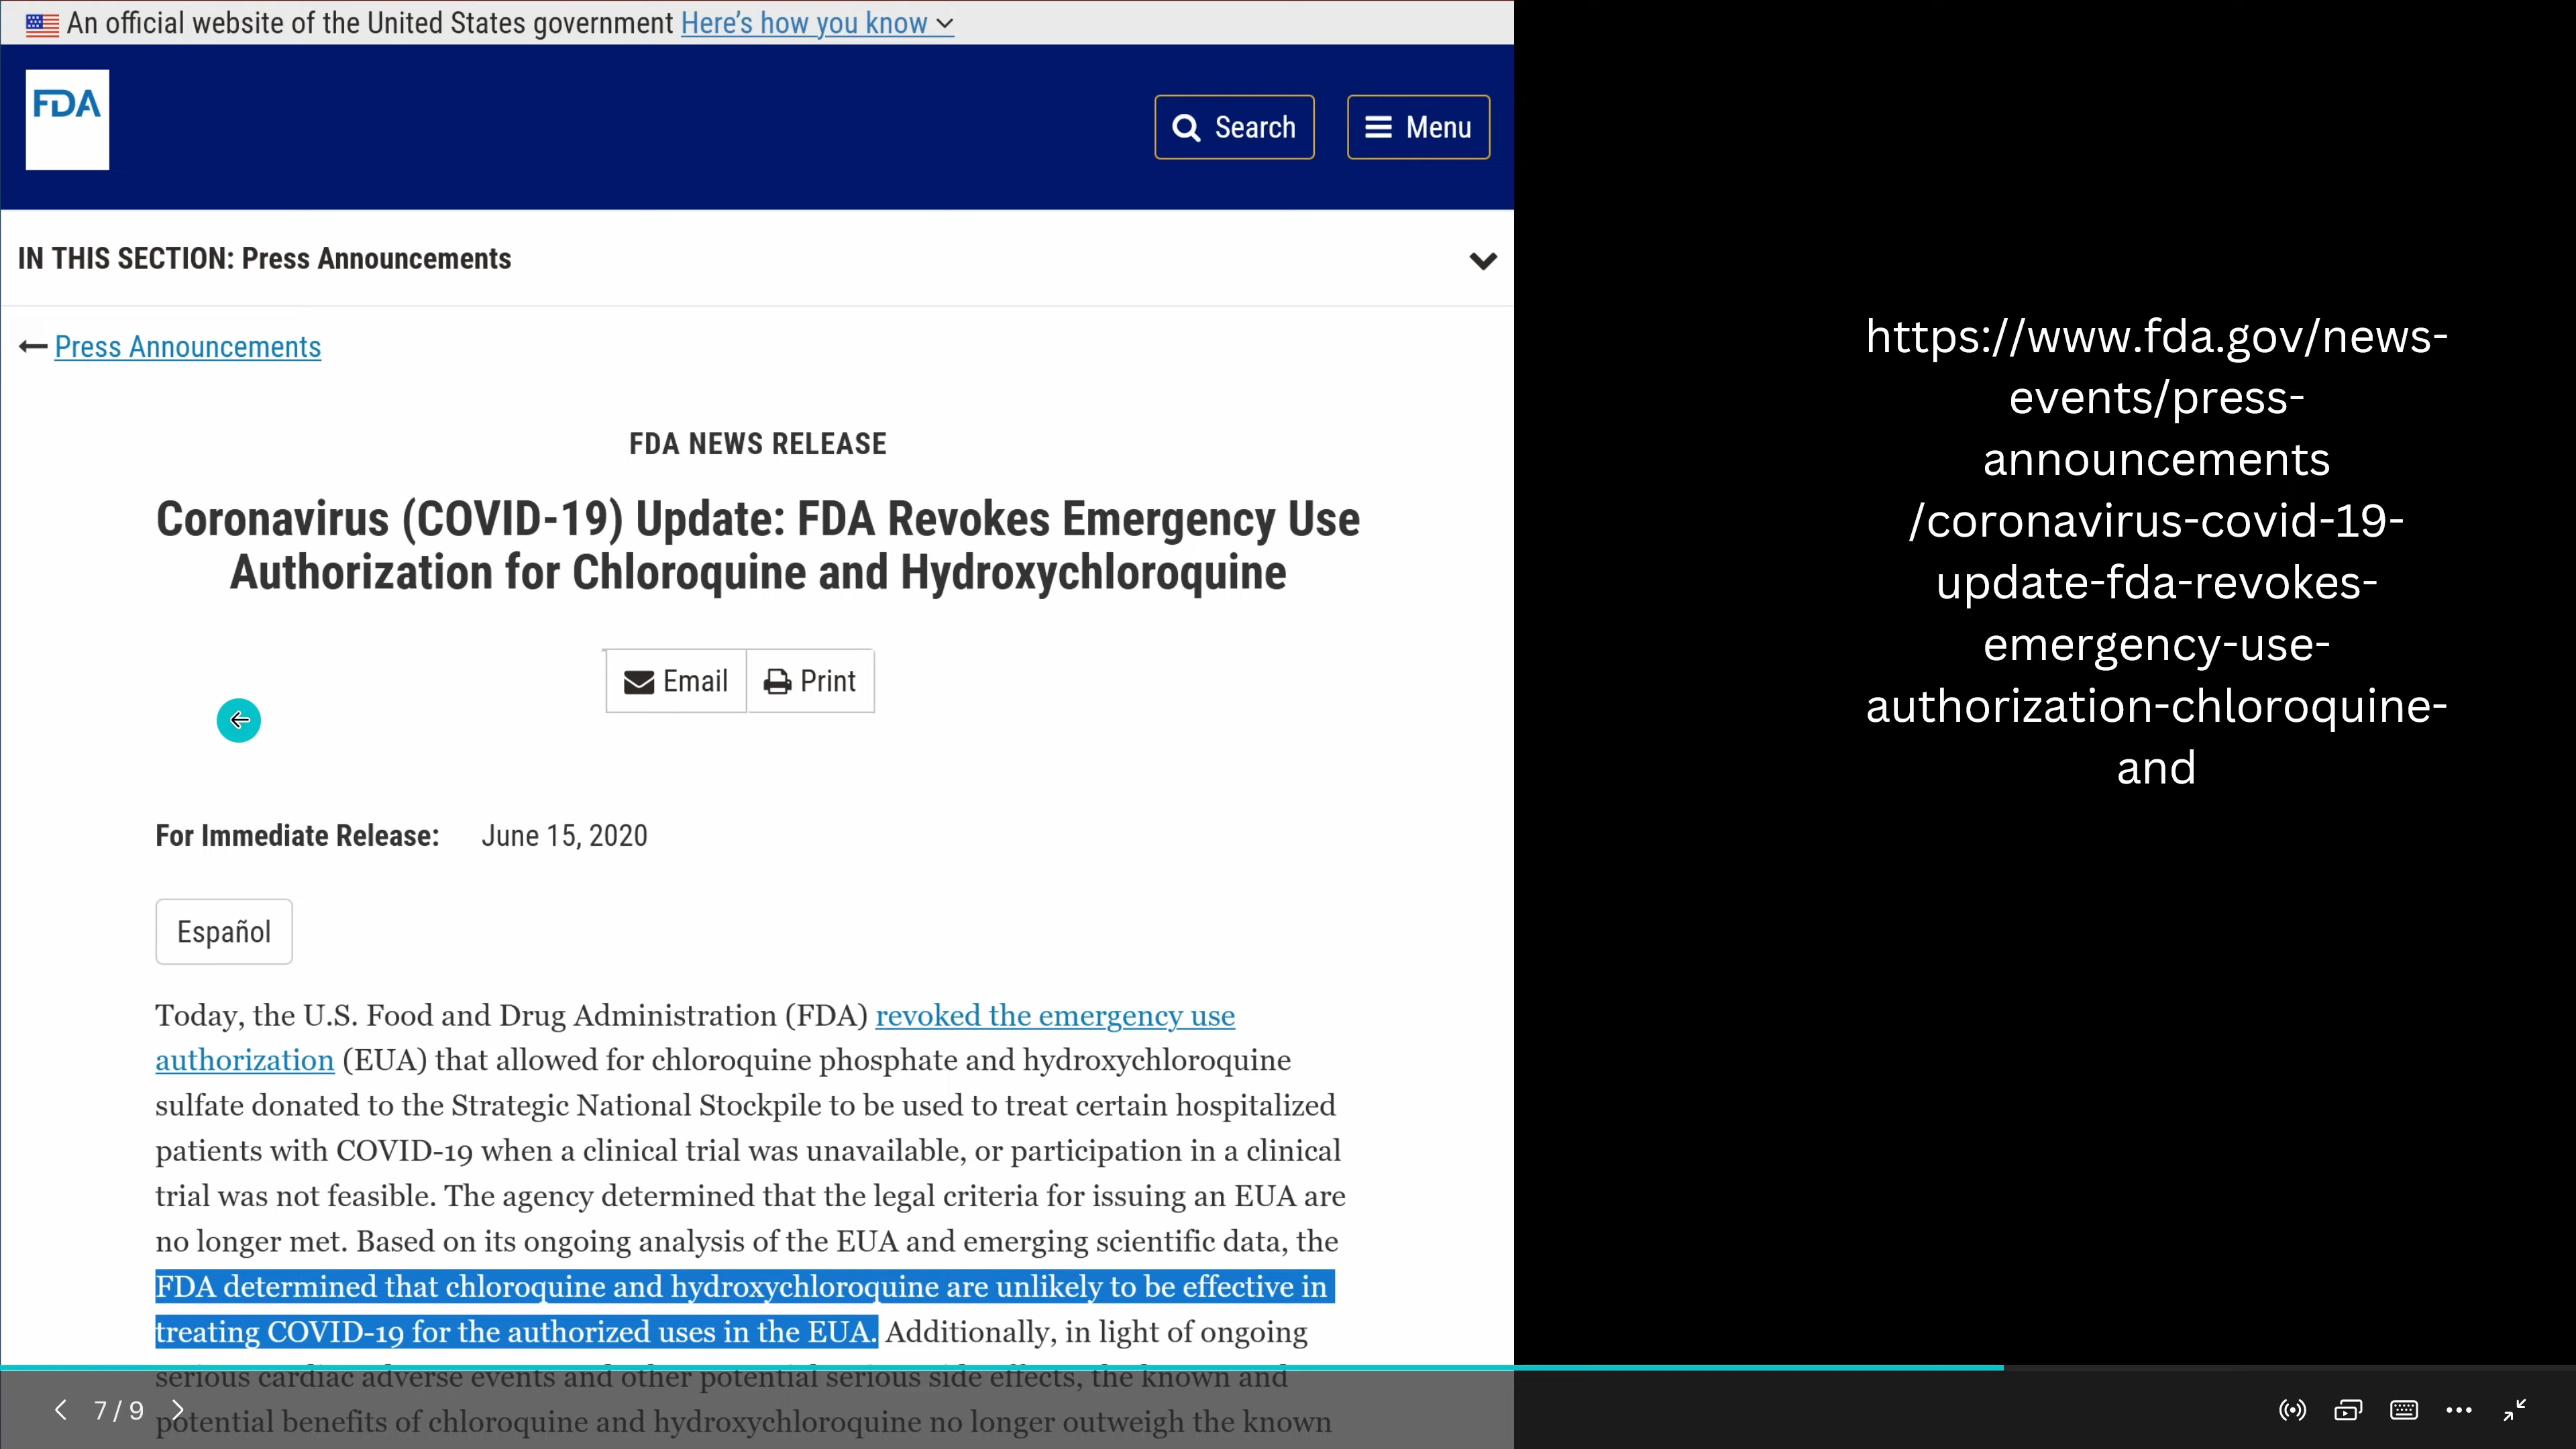 An official website of the United States government Here's how you know
FDA
Search
Menu
IN THIS SECTION: Press Announcements
Press Announcements
FDA NEWS RELEASE
Coronavirus (COVID-19) Update: FDA Revokes Emergency Use
Authorization for Chloroquine and Hydroxychloroquine
Email
Print
For Immediate Release: June 15, 2020
Español
Today, the U.S. Food and Drug Administration (FDA) revoked the emergency use
authorization (EUA) that allowed for chloroquine phosphate and hydroxychloroquine
sulfate donated to the Strategic National Stockpile to be used to treat certain hospitalized
patients with COVID-19 when a clinical trial was unavailable, or participation in a clinical
trial was not feasible. The agency determined that the legal criteria for issuing an EUA are
no longer met. Based on its ongoing analysis of the EUA and emerging scientific data, the
FDA determined that chloroquine and hydroxychloroquine are unlikely to be effective in
treating COVID-19 for the authorized uses in the EUA. Additionally, in light of ongoing
serious cardiac adverse events and other potential serious side effects, the known and
potential benefits of chloroquine and hydroxychloroquine no longer outweigh the known
https://www.fda.gov/news-
events/press-
announcements
/coronavirus-covid-19-
update-fda-revokes-
emergency-use-
authorization-chloroquine-
and
7 / 9